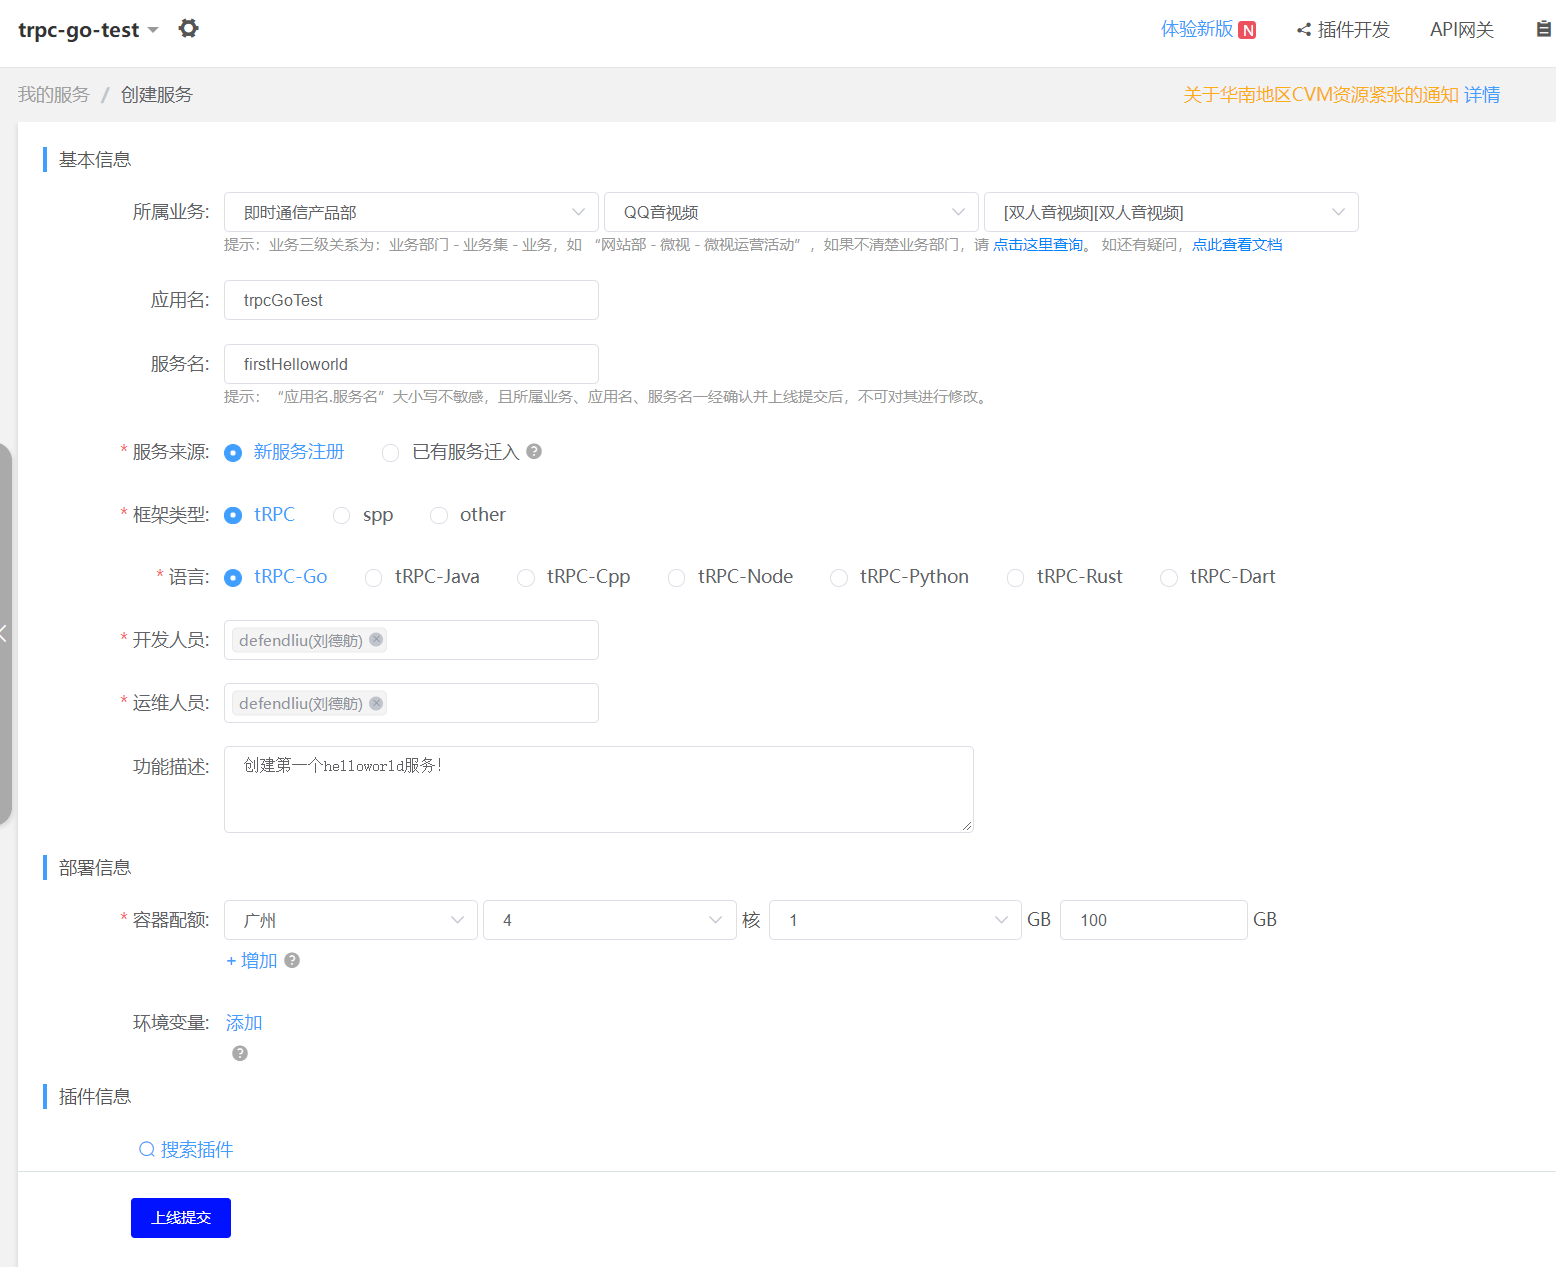 trpc-go-test
体验新版 N
插件开发
API网关
我的服务 / 创建服务
关于华南地区CVM资源紧张的通知 详情
基本信息
所属业务: 即时通信产品部 QQ音视频 [双人音视频][双人音视频]
提示：业务三级关系为：业务部门 - 业务集 - 业务，如 “网站部 - 微视 - 微视运营活动” ，如果不清楚业务部门，请 点击这里查询。 如还有疑问，点此查看文档
应用名: trpcGoTest
服务名: firstHelloworld
提示： “应用名.服务名” 大小写不敏感，且所属业务、应用名、服务名一经确认并上线提交后，不可对其进行修改。
* 服务来源: 新服务注册 已有服务迁入 ?
* 框架类型: tRPC spp other
* 语言: tRPC-Go tRPC-Java tRPC-Cpp tRPC-Node tRPC-Python tRPC-Rust tRPC-Dart
* 开发人员: defendliu(刘德舫)
* 运维人员: defendliu(刘德舫)
功能描述: 创建第一个helloworld服务!
部署信息
* 容器配额: 广州 4 核 1 GB 100 GB
+ 增加 ?
环境变量: 添加
?
插件信息
搜索插件
上线提交